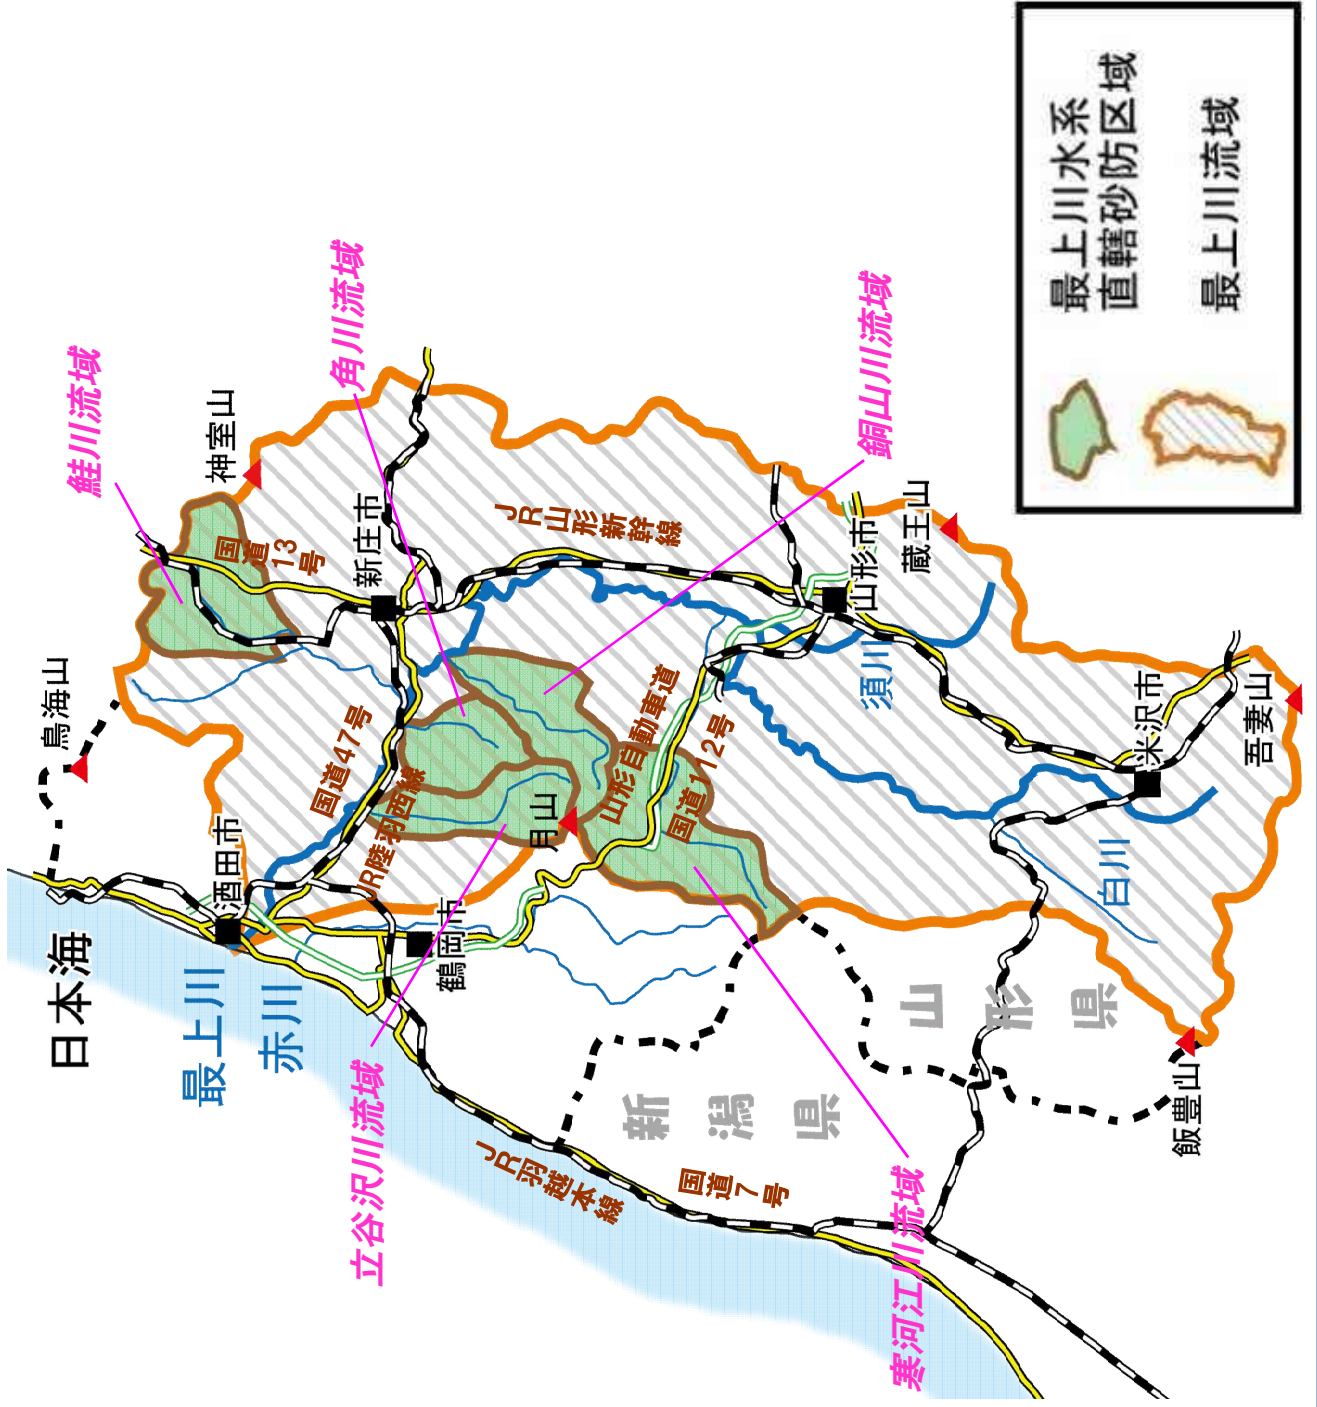 日本海
鳥海山
鮭川流域
神室山
国道13号
新庄市
角川流域
最上川
赤川
酒田市
国道47号
JR陸羽西線
鶴岡市
立谷沢川流域
月山
JR山形新幹線
銅山川流域
山形自動車道
国道112号
山形市
蔵王山
須川
JR羽越本線
国道7号
新潟県
山形県
寒河江川流域
白川
米沢市
吾妻山
飯豊山
最上川水系
直轄砂防区域
最上川流域